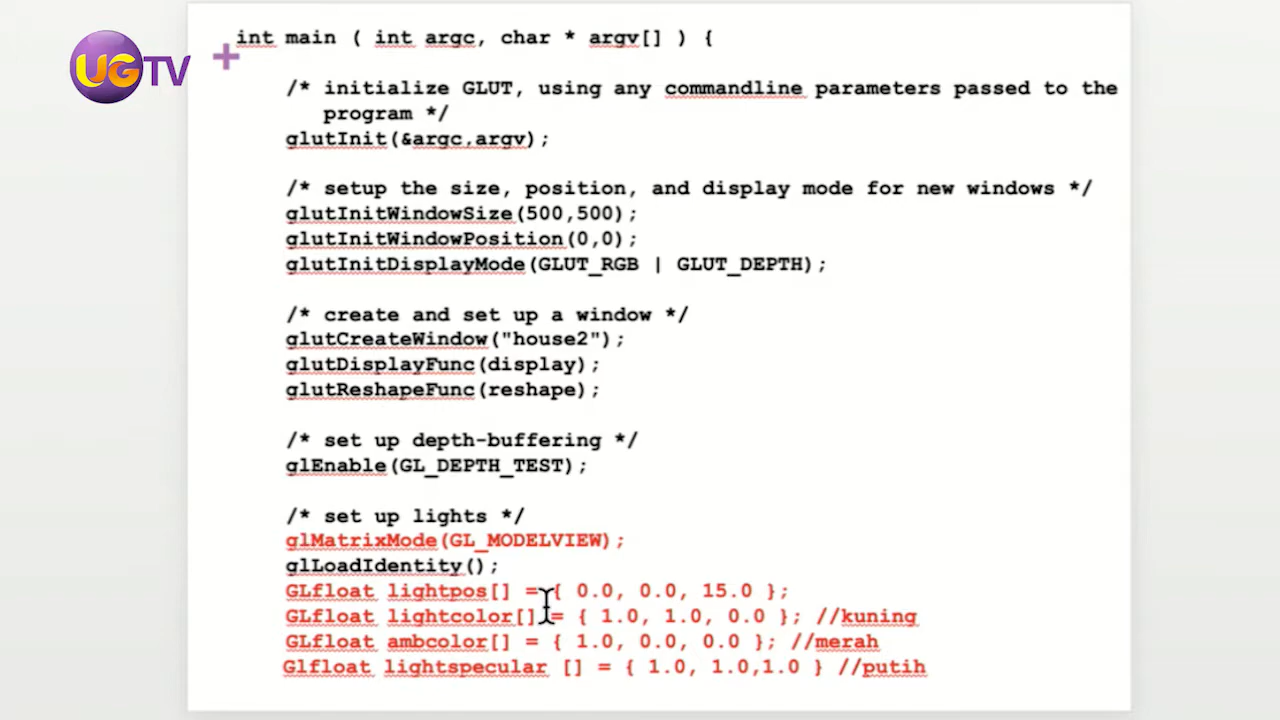 UGTV
int main ( int argc, char * argv[] ) {
/* initialize GLUT, using any commandline parameters passed to the
program */
glutInit(&argc,argv);
/* setup the size, position, and display mode for new windows */
glutInitWindowSize(500,500);
glutInitWindowPosition(0,0);
glutInitDisplayMode(GLUT_RGB | GLUT_DEPTH);
/* create and set up a window */
glutCreateWindow("house2");
glutDisplayFunc(display);
glutReshapeFunc(reshape);
/* set up depth-buffering */
glEnable(GL_DEPTH_TEST);
/* set up lights */
glMatrixMode(GL_MODELVIEW);
glLoadIdentity();
GLfloat lightpos[] = { 0.0, 0.0, 15.0 };
GLfloat lightcolor[] = { 1.0, 1.0, 0.0 }; //kuning
GLfloat ambcolor[] = { 1.0, 0.0, 0.0 }; //merah
Glfloat lightspecular [] = { 1.0, 1.0,1.0 } //putih